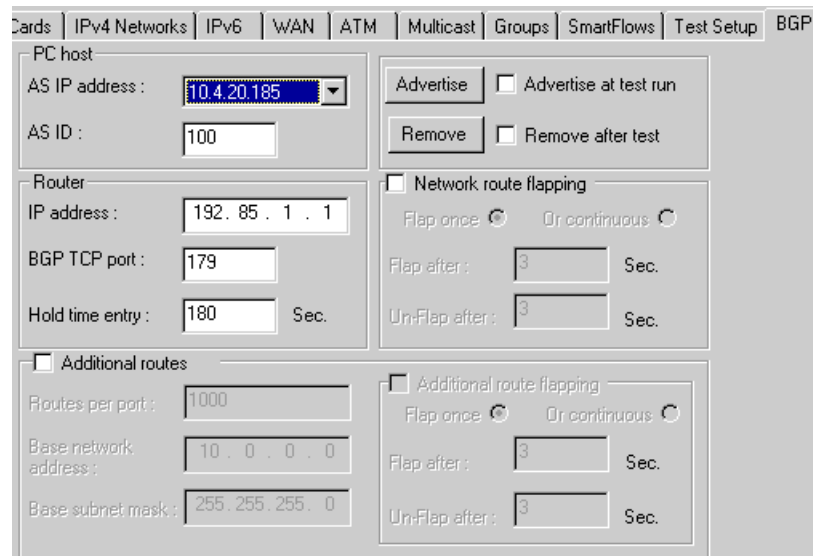 Cards IPv4 Networks IPv6 WAN ATM Multicast Groups SmartFlows Test Setup BGP
PC host
AS IP address : 10.4.20.185
AS ID : 100
Advertise Advertise at test run
Remove Remove after test
Router
IP address : 192. 85 . 1 . 1
BGP TCP port : 179
Hold time entry : 180 Sec.
Network route flapping
Flap once Or continuous
Flap after : 3 Sec.
Un-Flap after : 3 Sec.
Additional routes
Routes per port : 1000
Base network
address : 10 . 0 . 0 . 0
Base subnet mask : 255.255.255. 0
Additional route flapping
Flap once Or continuous
Flap after : 3 Sec.
Un-Flap after : 3 Sec.